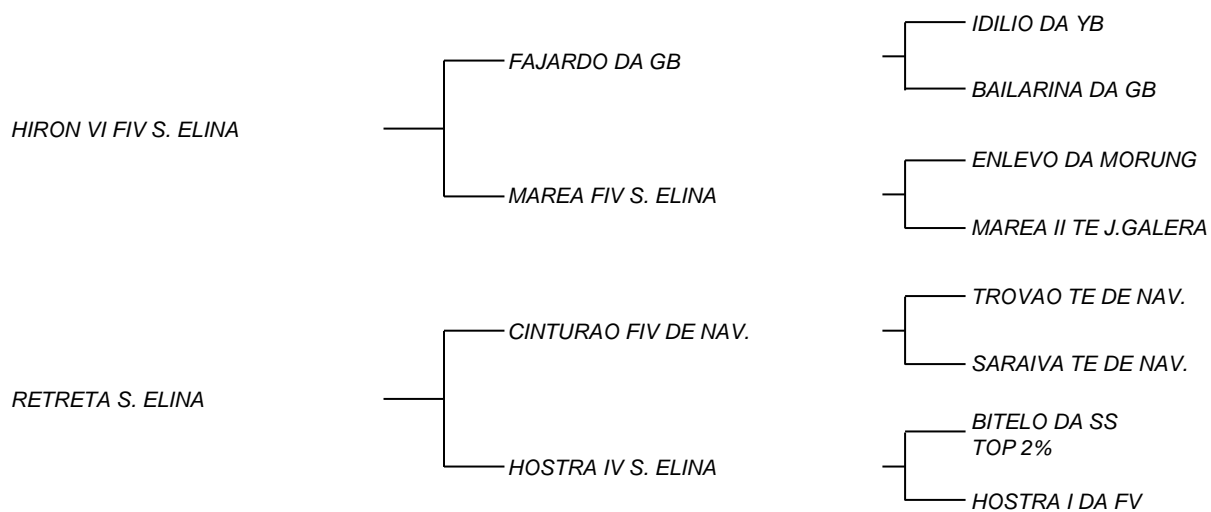 IDILIO DA YB
FAJARDO DA GB
BAILARINA DA GB
HIRON VI FIV S. ELINA
ENLEVO DA MORUNG
MAREA FIV S. ELINA
MAREA II TE J.GALERA
TROVAO TE DE NAV.
CINTURAO FIV DE NAV.
SARAIVA TE DE NAV.
RETRETA S. ELINA
BITELO DA SS
TOP 2%
HOSTRA IV S. ELINA
HOSTRA I DA FV